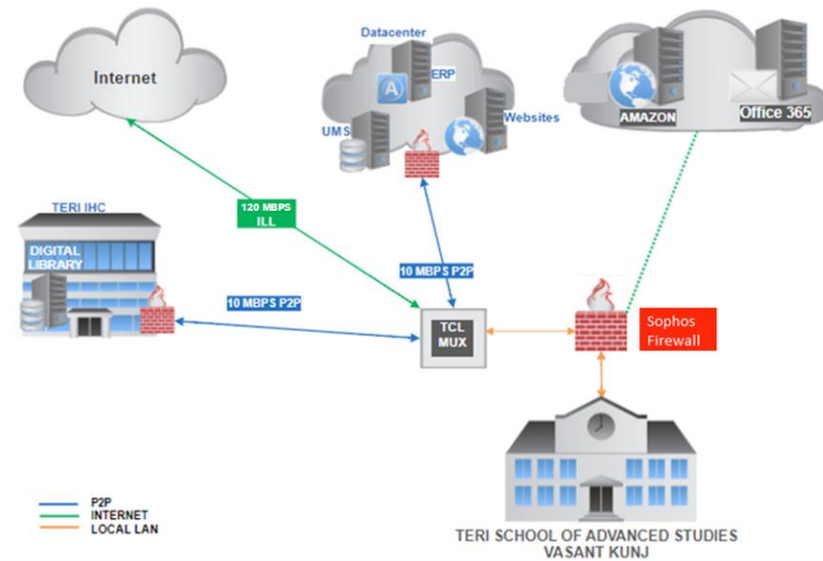 Datacenter
Internet
ERP
A
UMS
Websites
AMAZON
Office 365
TERI IHC
120 MBPS
ILL
DIGITAL
LIBRARY
10 MBPS P2P
10 MBPS P2P
TCL
MUX
Sophos
Firewall
P2P
INTERNET
LOCAL LAN
TERI SCHOOL OF ADVANCED STUDIES
VASANT KUNJ